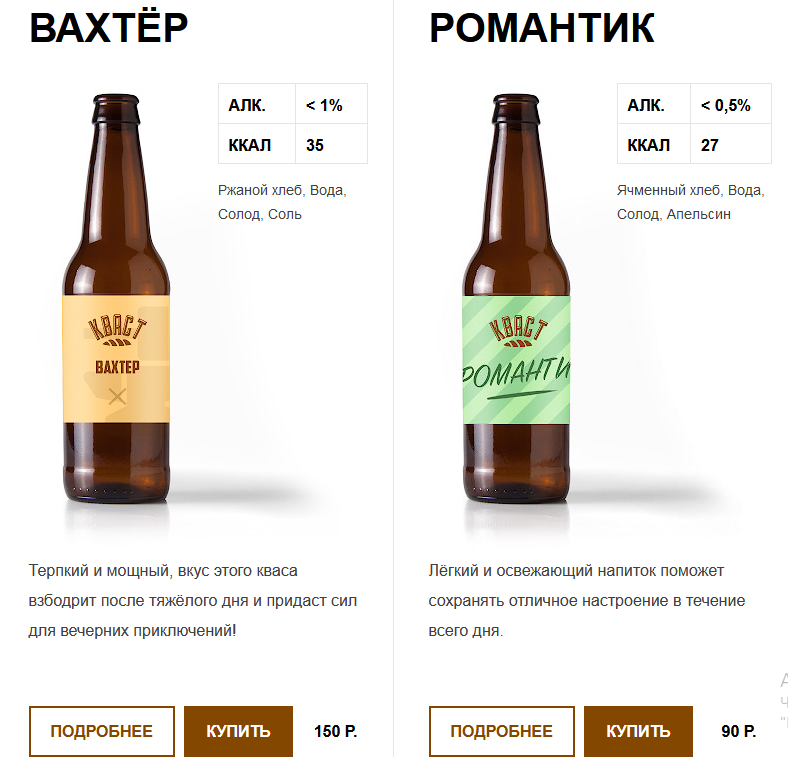 ВАХТЁР
АЛК. < 1%
ККАЛ 35
Ржаной хлеб, Вода,
Солод, Соль
КВАСТ
ВАХТЕР
Терпкий и мощный, вкус этого кваса
взбодрит после тяжёлого дня и придаст сил
для вечерних приключений!
ПОДРОБНЕЕ КУПИТЬ 150 Р.
РОМАНТИК
АЛК. < 0,5%
ККАЛ 27
Ячменный хлеб, Вода,
Солод, Апельсин
КВАСТ
РОМАНТИ
Лёгкий и освежающий напиток поможет
сохранять отличное настроение в течение
всего дня.
ПОДРОБНЕЕ КУПИТЬ 90 Р.